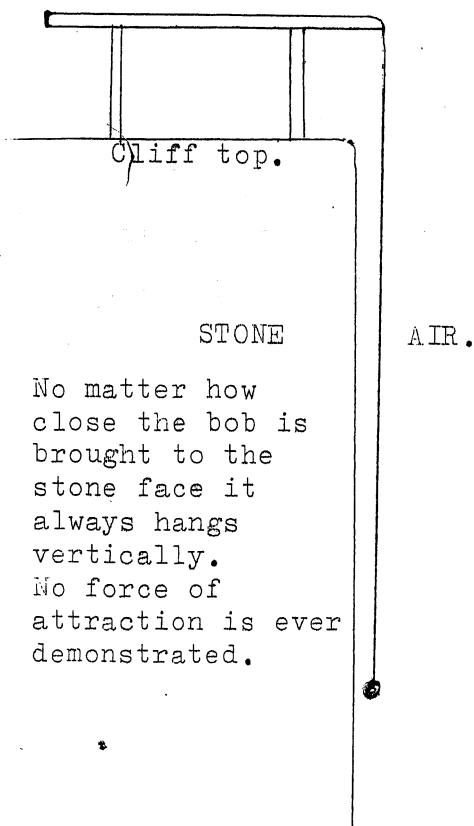 Cliff top.
STONE AIR.
No matter how
close the bob is
brought to the
stone face it
always hangs
vertically.
No force of
attraction is ever
demonstrated.